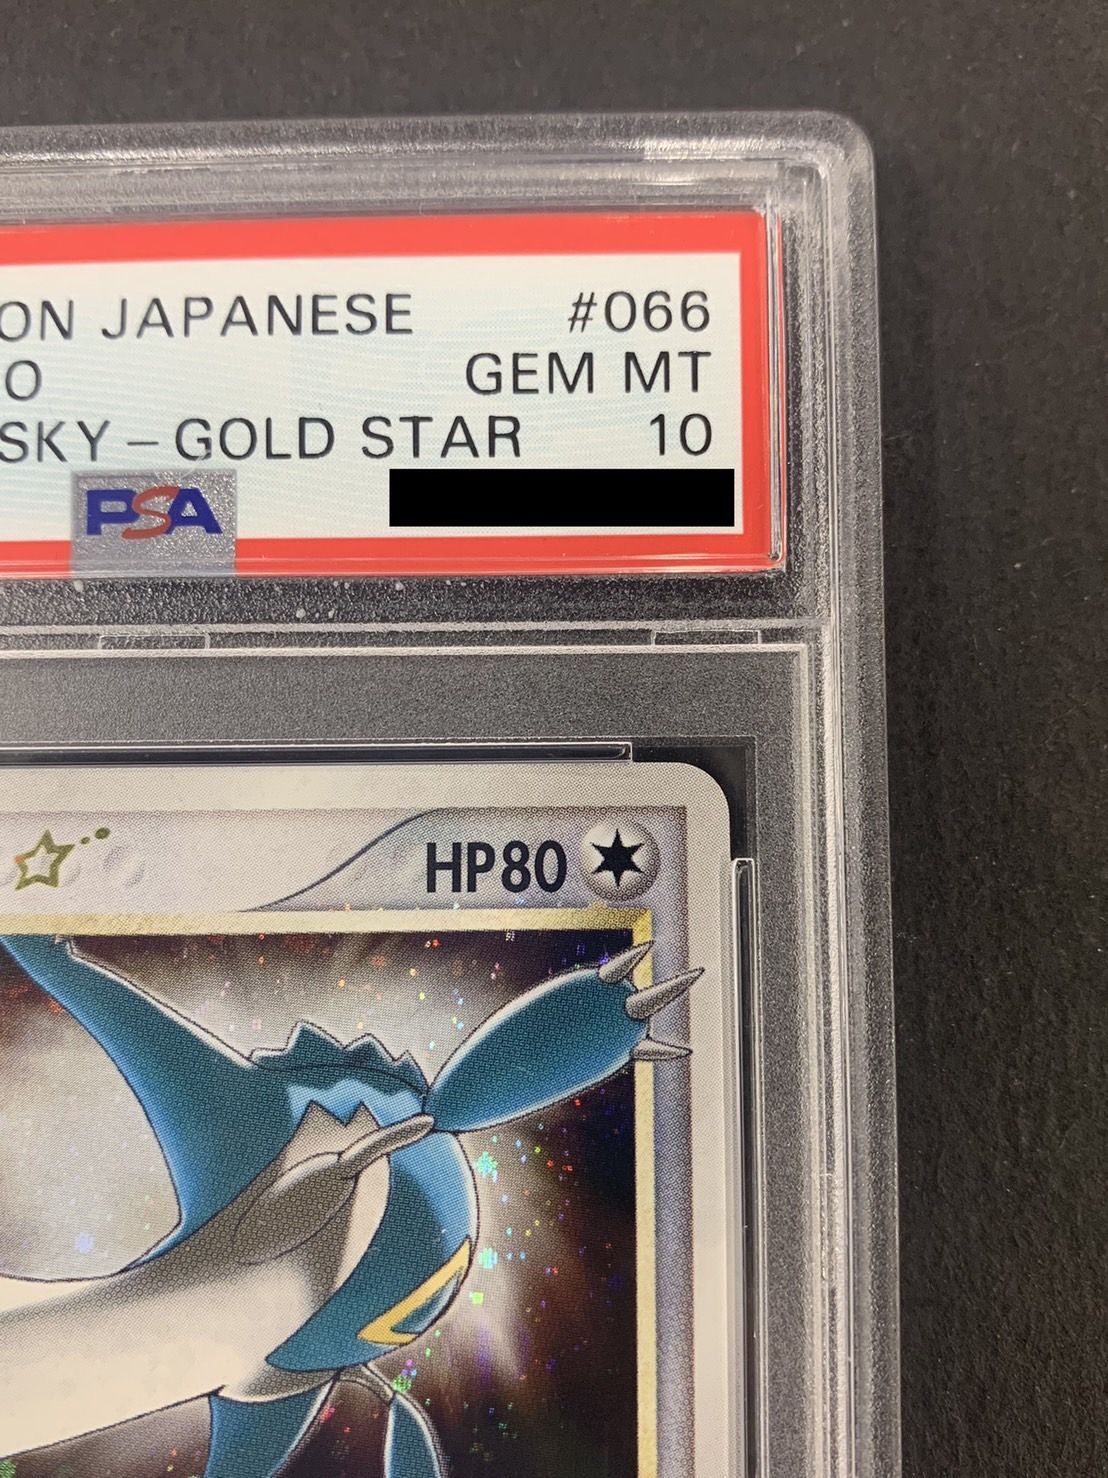 ON JAPANESE #066
O GEM MT
SKY – GOLD STAR 10
PSA
HP80